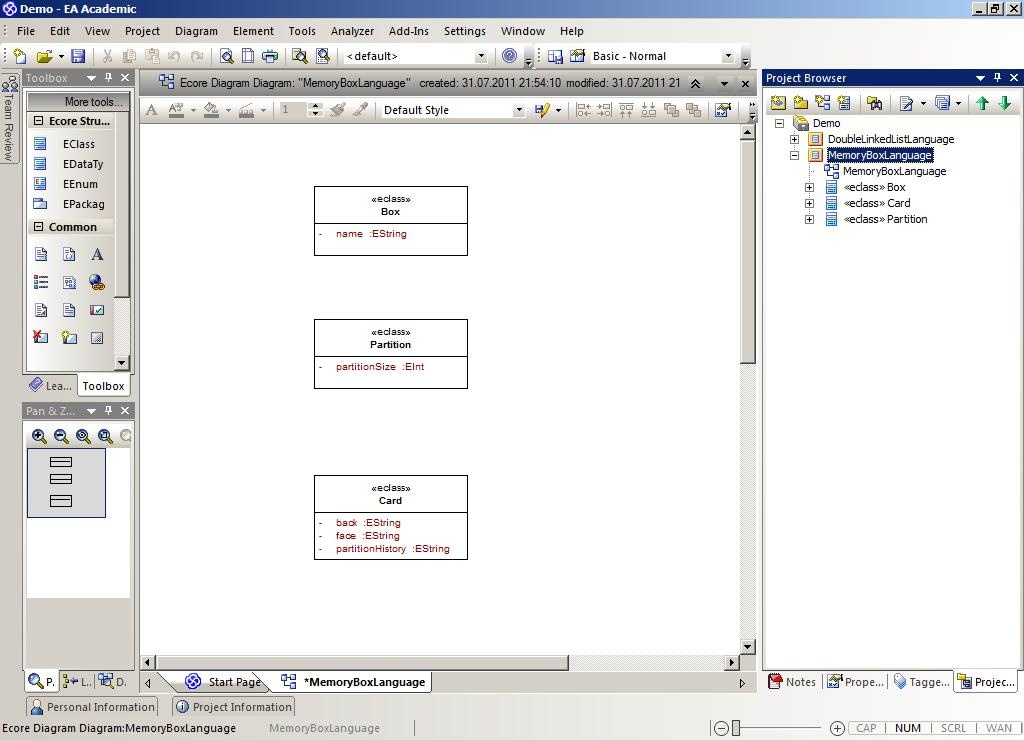 Demo - EA Academic
File Edit View Project Diagram Element Tools Analyzer Add-Ins Settings Window Help
<default>
Basic - Normal
Team Review
Toolbox
More tools...
Ecore Stru...
EClass
EDataTy
EEnum
EPackag
Common
Lea...
Toolbox
Pan & Z...
P.
L..
D.
Ecore Diagram Diagram: "MemoryBoxLanguage" created: 31.07.2011 21:54:10 modified: 31.07.2011 21
1
Default Style
«eclass»
Box
- name :EString
«eclass»
Partition
- partitionSize :EInt
«eclass»
Card
- back :EString
- face :EString
- partitionHistory :EString
Start Page
*MemoryBoxLanguage
Project Browser
Demo
DoubleLinkedListLanguage
MemoryBoxLanguage
MemoryBoxLanguage
«eclass» Box
«eclass» Card
«eclass» Partition
Notes
Prope...
Tagge...
Projec...
Personal Information
Project Information
Ecore Diagram Diagram:MemoryBoxLanguage
MemoryBoxLanguage
CAP NUM SCRL WAN